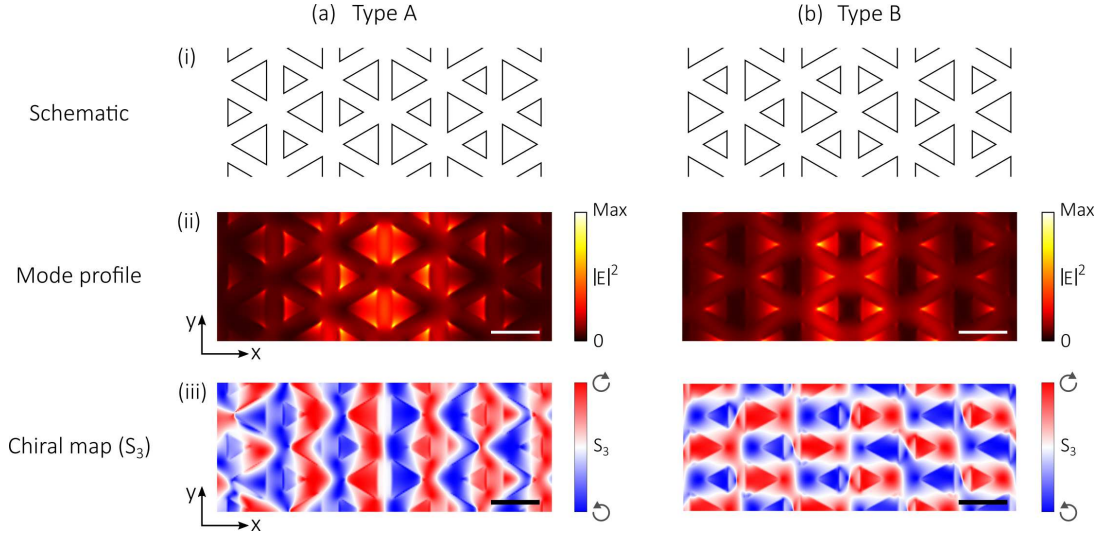 (a) Type A
(b) Type B
(i)
Schematic
(ii)
Mode profile
Max
|E|²
0
Max
|E|²
0
y
x
(iii)
Chiral map (S₃)
S₃
S₃
y
x